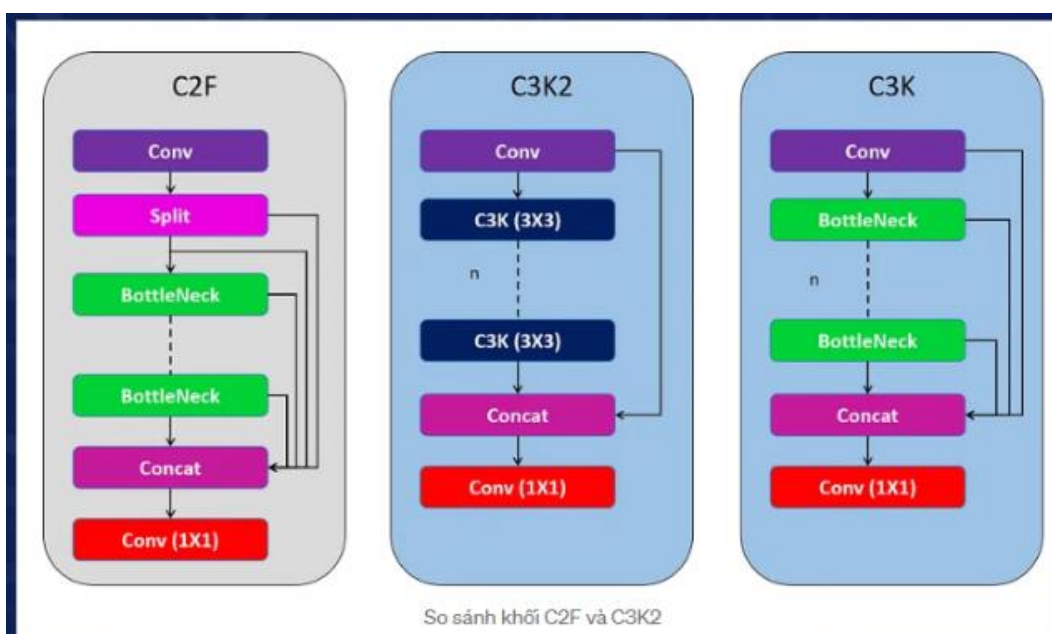 C2F
Conv
Split
BottleNeck
BottleNeck
Concat
Conv (1X1)
C3K2
Conv
C3K (3X3)
n
C3K (3X3)
Concat
Conv (1X1)
C3K
Conv
BottleNeck
n
BottleNeck
Concat
Conv (1X1)
So sánh khối C2F và C3K2